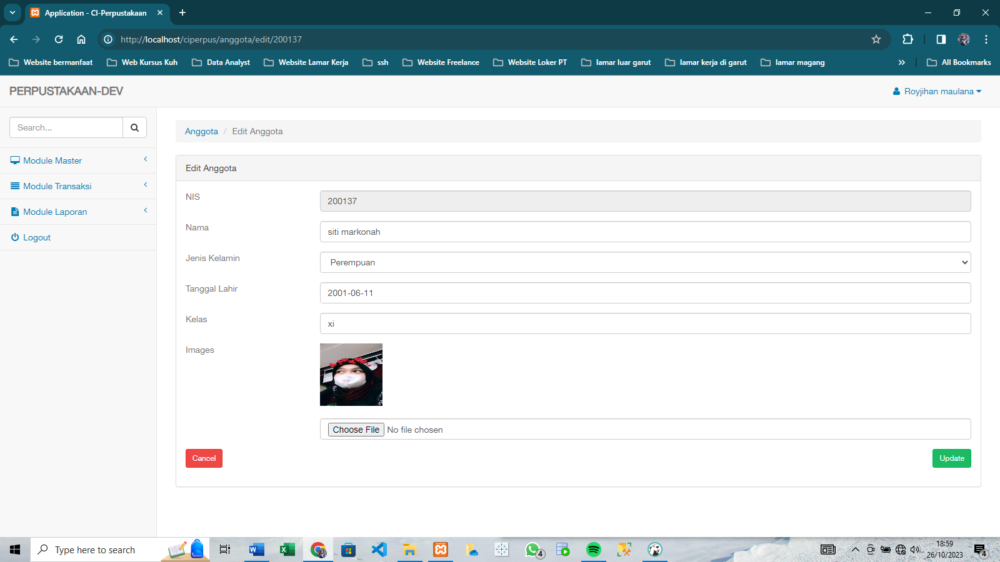 Application - CI-Perpustakaan
http://localhost/ciperpus/anggota/edit/200137
Website bermanfaat Web Kursus Kuh Data Analyst Website Lamar Kerja ssh Website Freelance Website Loker PT lamar luar garut lamar kerja di garut lamar magang All Bookmarks
PERPUSTAKAAN-DEV
Royjihan maulana
Search...
Anggota / Edit Anggota
Module Master
Module Transaksi
Module Laporan
Logout
Edit Anggota
NIS 200137
Nama siti markonah
Jenis Kelamin Perempuan
Tanggal Lahir 2001-06-11
Kelas xi
Images
Choose File No file chosen
Cancel Update
Type here to search
4
18:59
26/10/2023
4